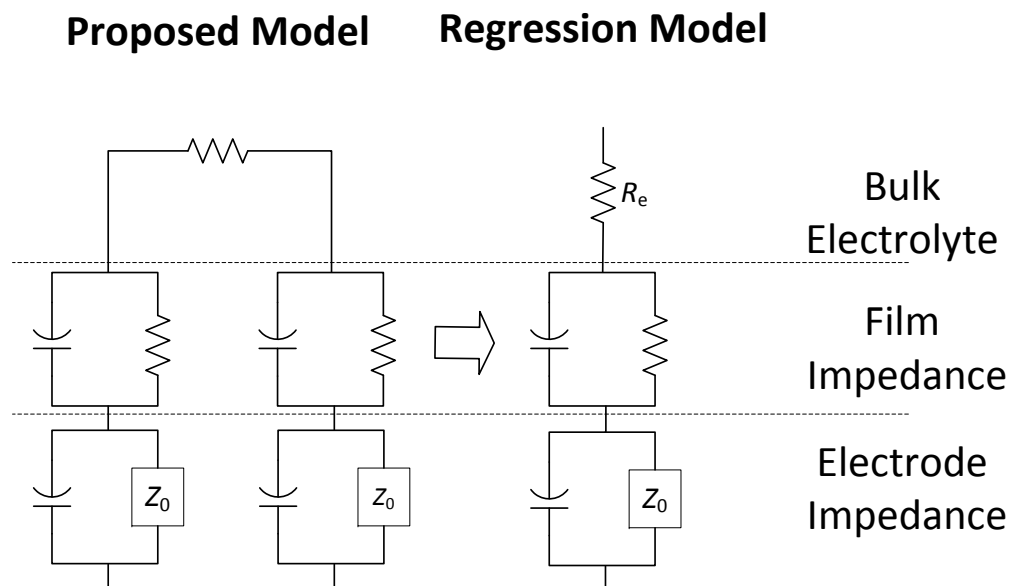 Proposed Model
Regression Model
Rₑ
Bulk
Electrolyte
Film
Impedance
Z₀
Z₀
Z₀
Electrode
Impedance